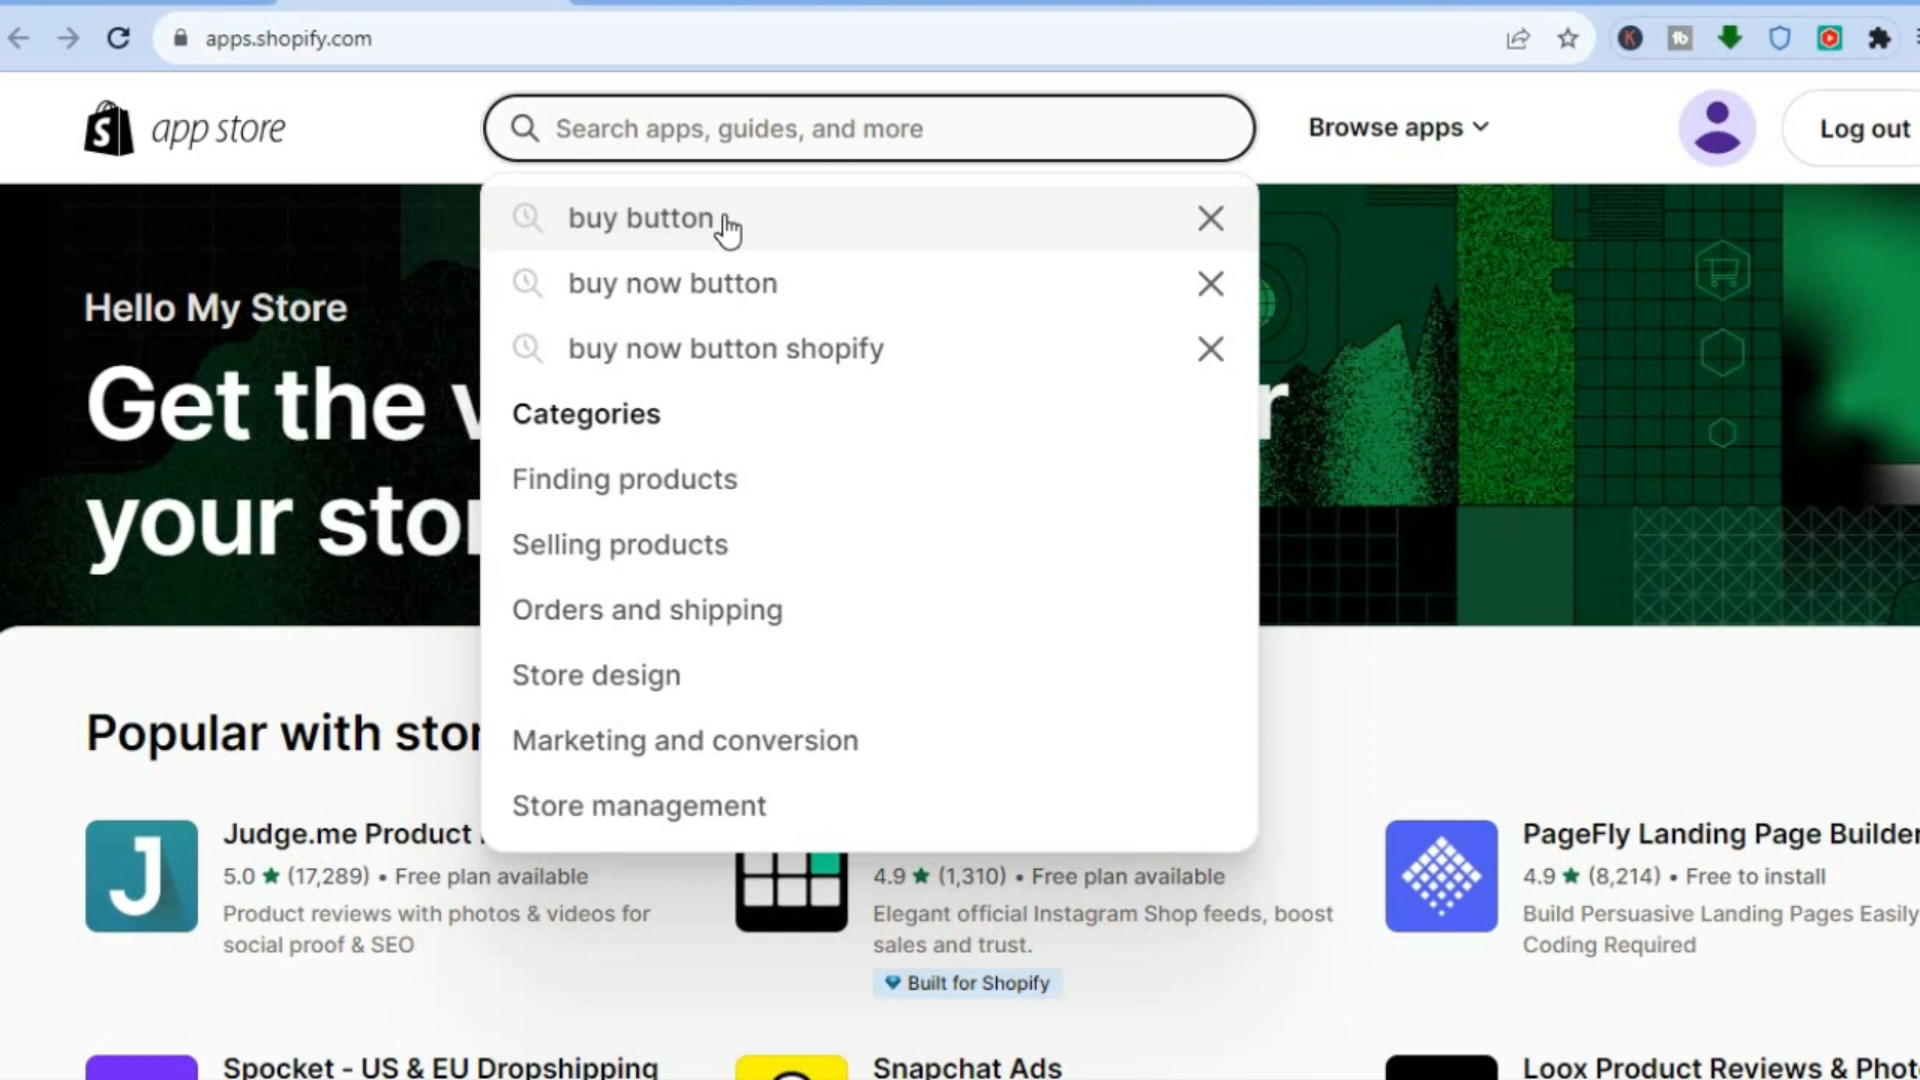 apps.shopify.com
app store
Search apps, guides, and more
Browse apps
Log out
buy button
buy now button
buy now button shopify
Categories
Finding products
Selling products
Orders and shipping
Store design
Marketing and conversion
Store management
Hello My Store
Get the
your
Popular with
Judge.me Product
5.0 ★ (17,289) • Free plan available
Product reviews with photos & videos for
social proof & SEO
4.9 ★ (1,310) • Free plan available
Elegant official Instagram Shop feeds, boost
sales and trust.
Built for Shopify
PageFly Landing Page Builder
4.9 ★ (8,214) • Free to install
Build Persuasive Landing Pages Easily
Coding Required
Spocket - US & EU Dropshipping
Snapchat Ads
Loox Product Reviews &